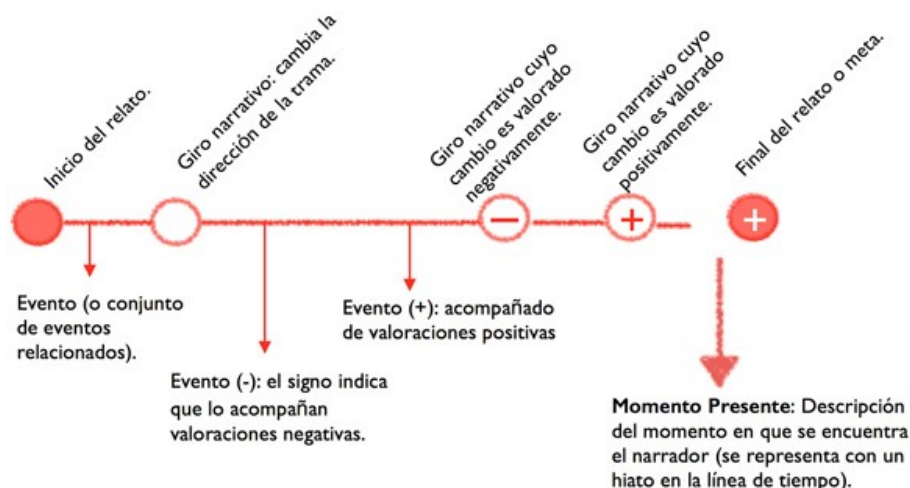 Inicio del relato.
Giro narrativo: cambia la
dirección de la trama.
Giro narrativo cuyo
cambio es valorado
negativamente.
Giro narrativo cuyo
cambio es valorado
positivamente.
Final del relato o meta.
−
+
+
Evento (o conjunto
de eventos
relacionados).
Evento (-): el signo indica
que lo acompañan
valoraciones negativas.
Evento (+): acompañado
de valoraciones positivas
Momento Presente: Descripción
del momento en que se encuentra
el narrador (se representa con un
hiato en la línea de tiempo).